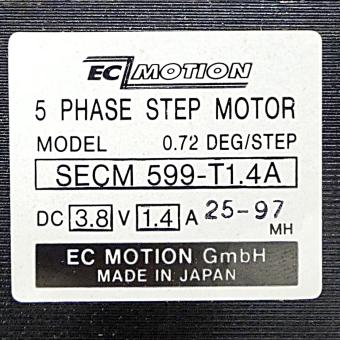 EC MOTION
5 PHASE STEP MOTOR
MODEL 0.72 DEG/STEP
SECM 599-T1.4A
DC 3.8 V 1.4 A 25-97
MH
EC MOTION GmbH
MADE IN JAPAN